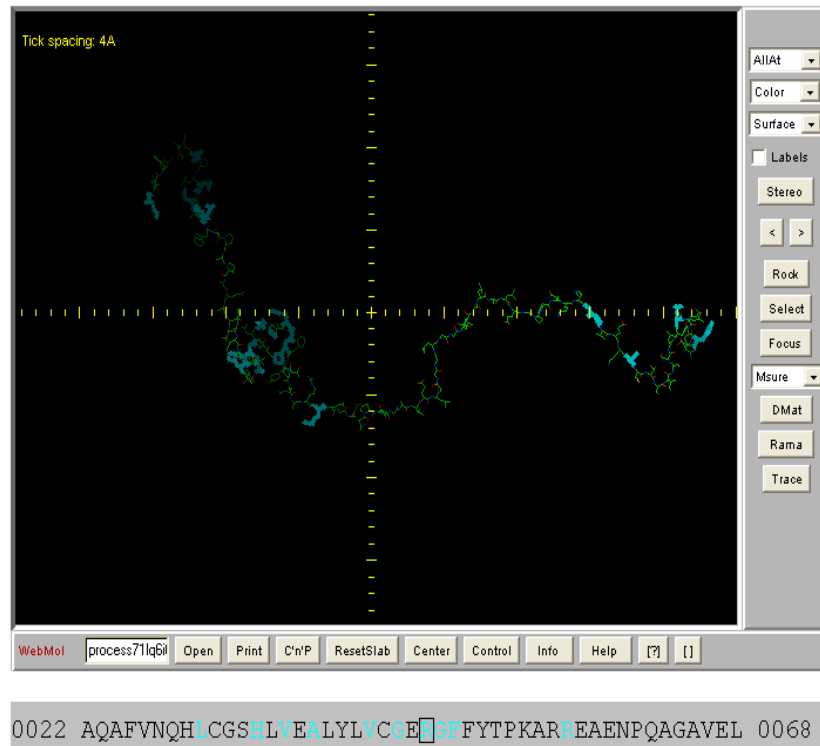 Tick spacing: 4A
AllAt
Color
Surface
Labels
Stereo
< >
Rock
Select
Focus
Msure
DMat
Rama
Trace
WebMol process71lq6i Open Print C'n'P ResetSlab Center Control Info Help [?] []
0022 AQAFVNQHLCGSHLVEALYLVCGERGFFYTPKARREAENPQAGAVEL 0068